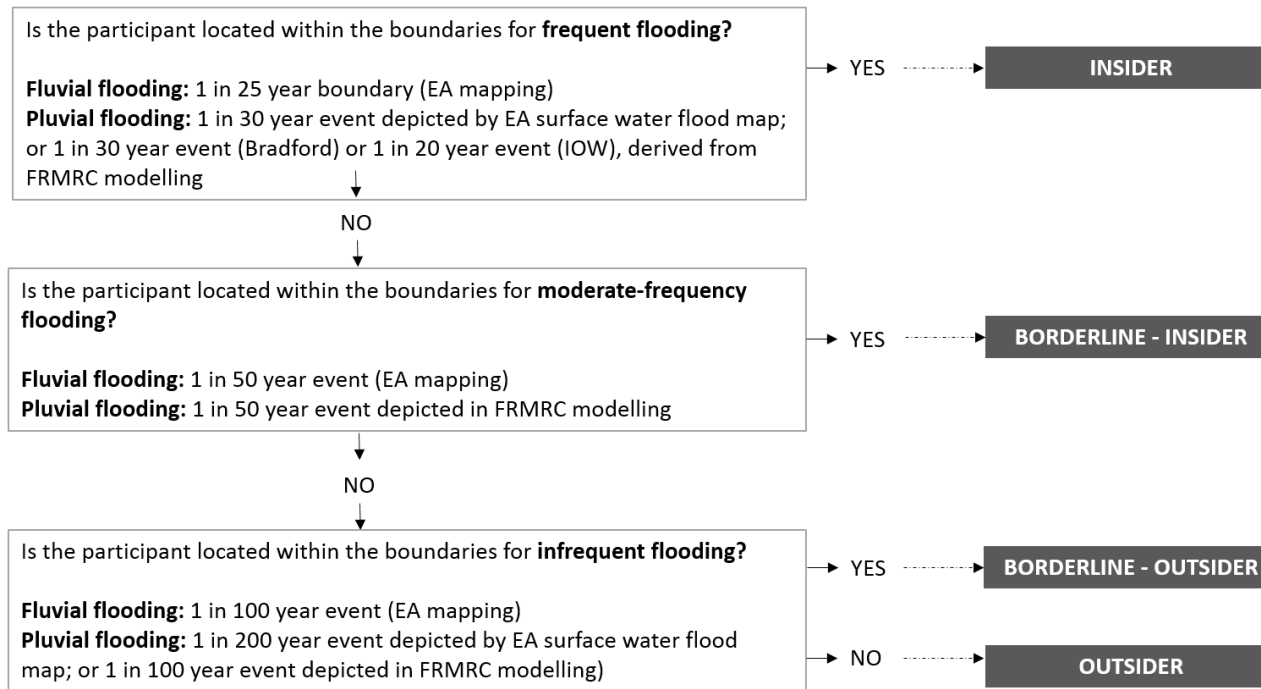 Is the participant located within the boundaries for frequent flooding?
Fluvial flooding: 1 in 25 year boundary (EA mapping)
Pluvial flooding: 1 in 30 year event depicted by EA surface water flood map;
or 1 in 30 year event (Bradford) or 1 in 20 year event (IOW), derived from
FRMRC modelling
YES
INSIDER
NO
Is the participant located within the boundaries for moderate-frequency
flooding?
Fluvial flooding: 1 in 50 year event (EA mapping)
Pluvial flooding: 1 in 50 year event depicted in FRMRC modelling
YES
BORDERLINE - INSIDER
NO
Is the participant located within the boundaries for infrequent flooding?
Fluvial flooding: 1 in 100 year event (EA mapping)
Pluvial flooding: 1 in 200 year event depicted by EA surface water flood
map; or 1 in 100 year event depicted in FRMRC modelling)
YES
BORDERLINE - OUTSIDER
NO
OUTSIDER